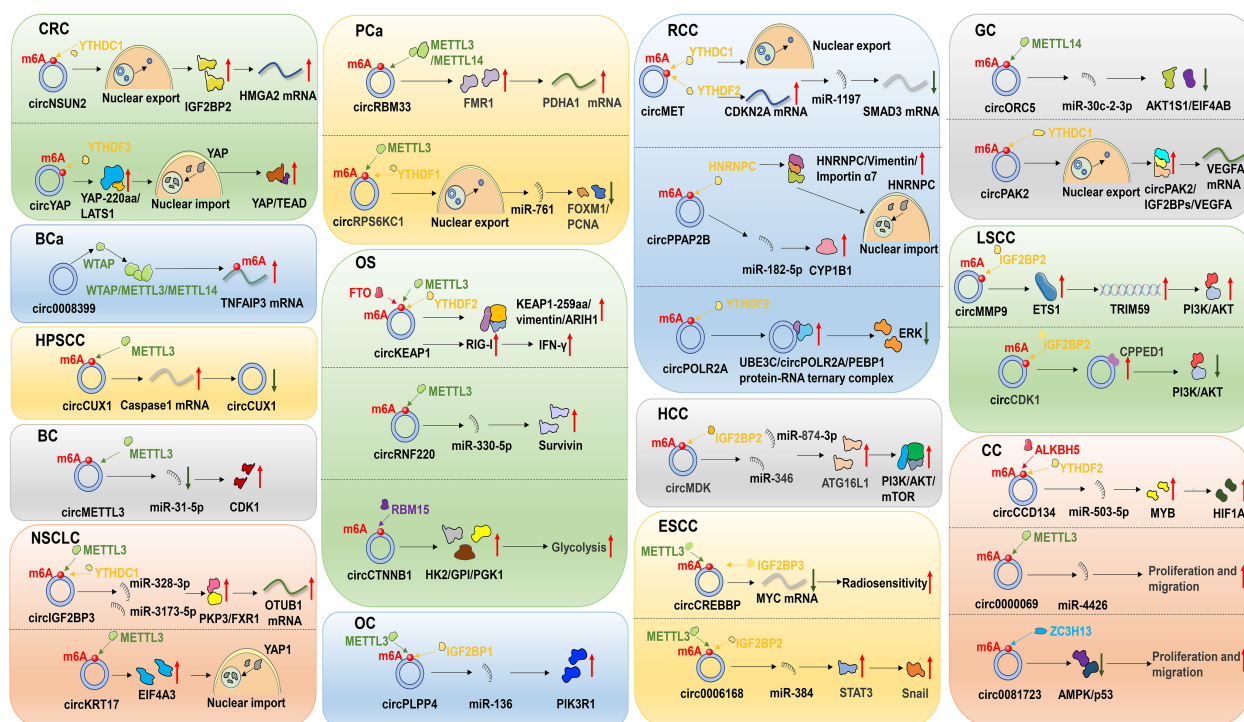 CRC
YTHDC1
m6A
circNSUN2
Nuclear export
IGF2BP2
HMGA2 mRNA
m6A
YTHDF3
YAP
circYAP
YAP-220aa/
LATS1
Nuclear import
YAP/TEAD
BCa
WTAP
m6A
WTAP/METTL3/METTL14
circ0008399
TNFAIP3 mRNA
HPSCC
METTL3
m6A
circCUX1
Caspase1 mRNA
circCUX1
BC
METTL3
m6A
circMETTL3
miR-31-5p
CDK1
NSCLC
METTL3
YTHDC1
m6A
miR-328-3p
circIGF2BP3
miR-3173-5p
PKP3/FXR1
OTUB1
mRNA
METTL3
m6A
YAP1
circKRT17
EIF4A3
Nuclear import
PCa
METTL3
/METTL14
m6A
circRBM33
FMR1
PDHA1 mRNA
METTL3
m6A
YTHDF1
circRPS6KC1
Nuclear export
miR-761
FOXM1/
PCNA
OS
FTO
METTL3
YTHDF2
m6A
KEAP1-259aa/
vimentin/ARIH1
circKEAP1
RIG-I
IFN-γ
METTL3
m6A
circRNF220
miR-330-5p
Survivin
RBM15
m6A
circCTNNB1
HK2/GPI/PGK1
Glycolysis
OC
METTL3
m6A
IGF2BP1
circPLPP4
miR-136
PIK3R1
RCC
YTHDC1
Nuclear export
m6A
YTHDF2
circMET
CDKN2A mRNA
miR-1197
SMAD3 mRNA
HNRNPC
HNRNPC/Vimentin/
Importin α7
HNRNPC
m6A
circPPAP2B
Nuclear import
miR-182-5p
CYP1B1
YTHDF2
m6A
ERK
circPOLR2A
UBE3C/circPOLR2A/PEBP1
protein-RNA ternary complex
HCC
IGF2BP2
miR-874-3p
m6A
circMDK
miR-346
ATG16L1
PI3K/AKT/
mTOR
ESCC
METTL3
IGF2BP3
m6A
circCREBBP
MYC mRNA
Radiosensitivity
METTL3
m6A
IGF2BP2
circ0006168
miR-384
STAT3
Snail
GC
METTL14
m6A
circORC5
miR-30c-2-3p
AKT1S1/EIF4AB
YTHDC1
m6A
circPAK2
Nuclear export
circPAK2/
IGF2BPs/VEGFA
VEGFA
mRNA
LSCC
IGF2BP2
m6A
circMMP9
ETS1
TRIM59
PI3K/AKT
IGF2BP2
m6A
CPPED1
circCDK1
PI3K/AKT
CC
ALKBH5
YTHDF2
m6A
circCCD134
miR-503-5p
MYB
HIF1A
METTL3
m6A
circ0000069
miR-4426
Proliferation and
migration
ZC3H13
m6A
circ0081723
AMPK/p53
Proliferation and
migration